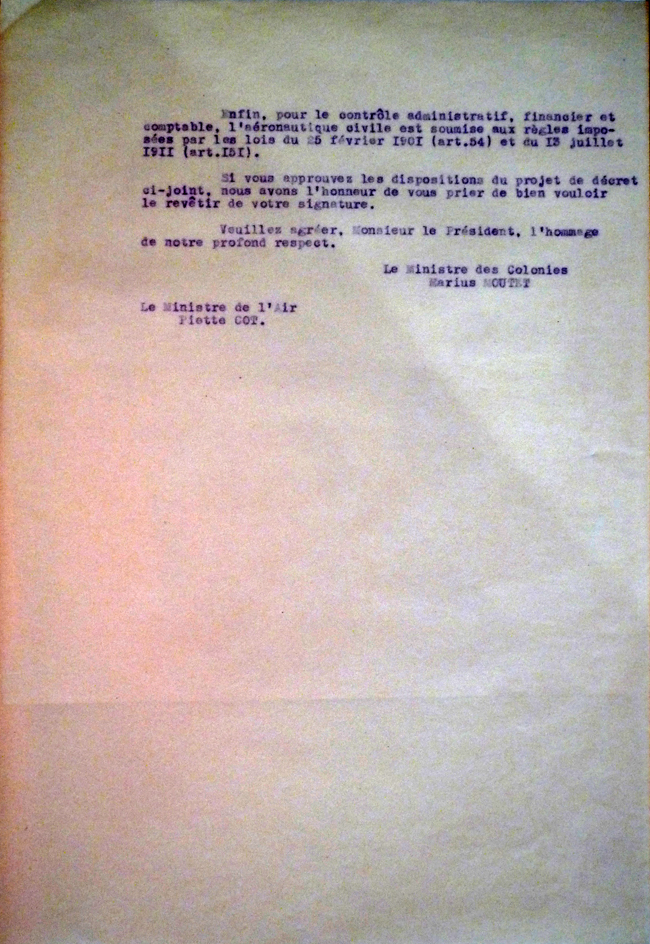 Enfin, pour le contrôle administratif, financier et
comptable, l'aéronautique civile est soumise aux règles impo-
sées par les lois du 25 février I90I (art.54) et du I3 juillet
I9II (art.I5I).
Si vous approuvez les dispositions du projet de décret
ci-joint, nous avons l'honneur de vous prier de bien vouloir
le revêtir de votre signature.
Veuillez agréer, Monsieur le Président, l'hommage
de notre profond respect.
Le Ministre des Colonies
Marius MOUTET
Le Ministre de l'Air
Piette COT.